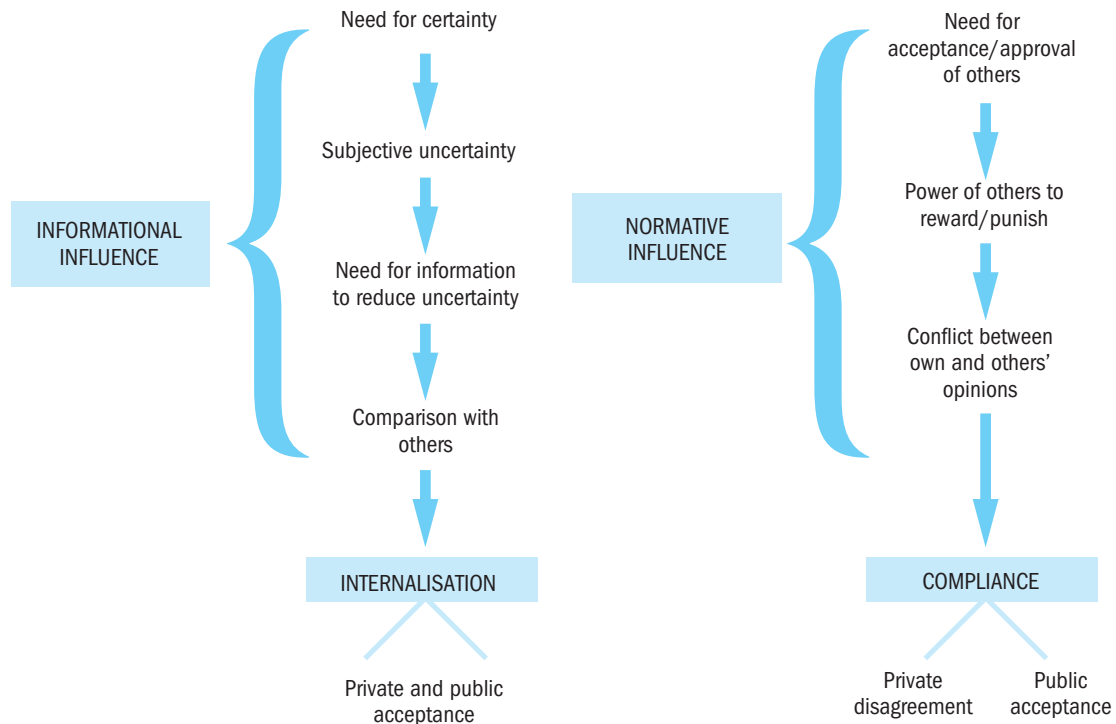 INFORMATIONAL
INFLUENCE
Need for certainty
Subjective uncertainty
Need for information
to reduce uncertainty
Comparison with
others
INTERNALISATION
Private and public
acceptance
NORMATIVE
INFLUENCE
Need for
acceptance/approval
of others
Power of others to
reward/punish
Conflict between
own and others’
opinions
COMPLIANCE
Private
disagreement
Public
acceptance